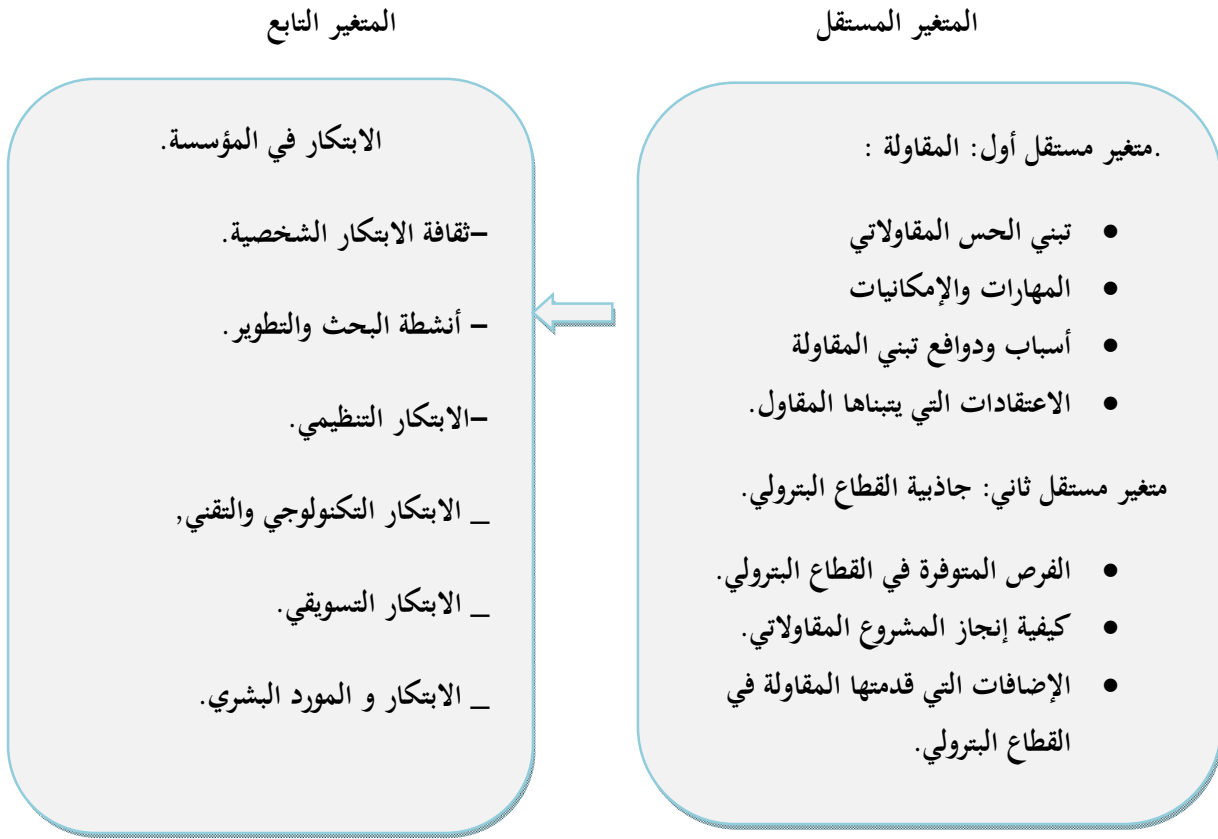 المتغير المستقل
.متغير مستقل أول: المقاولة :
• تبني الحس المقاولاتي
• المهارات والإمكانيات
• أسباب ودوافع تبني المقاولة
• الاعتقادات التي يتبناها المقاول.
متغير مستقل ثاني: جاذبية القطاع البترولي.
• الفرص المتوفرة في القطاع البترولي.
• كيفية إنجاز المشروع المقاولاتي.
• الإضافات التي قدمتها المقاولة في
القطاع البترولي.
المتغير التابع
الابتكار في المؤسسة.
–ثقافة الابتكار الشخصية.
– أنشطة البحث والتطوير.
–الابتكار التنظيمي.
_ الابتكار التكنولوجي والتقني,
_ الابتكار التسويقي.
_ الابتكار و المورد البشري.